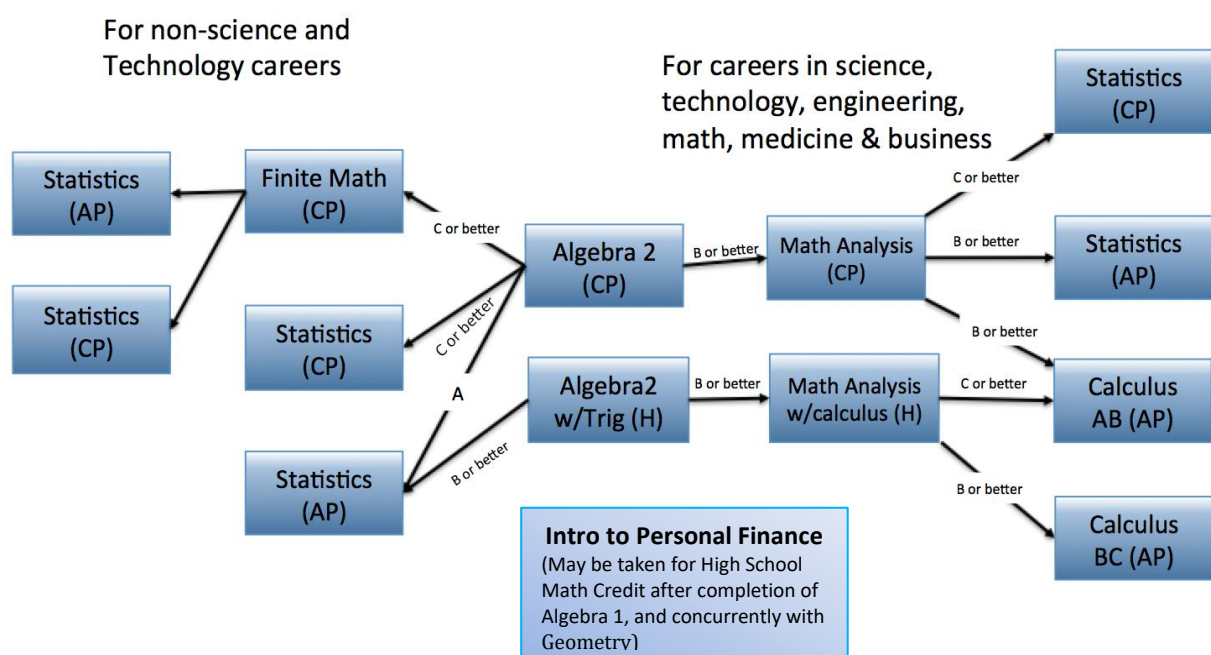 For non-science and
Technology careers
For careers in science,
technology, engineering,
math, medicine & business
Statistics
(CP)
Statistics
(AP)
Finite Math
(CP)
C or better
C or better
Algebra 2
(CP)
B or better
Math Analysis
(CP)
B or better
Statistics
(AP)
Statistics
(CP)
Statistics
(CP)
C or better
A
B or better
Algebra2
w/Trig (H)
B or better
Math Analysis
w/calculus (H)
C or better
Calculus
AB (AP)
Statistics
(AP)
B or better
B or better
Calculus
BC (AP)
Intro to Personal Finance
(May be taken for High School
Math Credit after completion of
Algebra 1, and concurrently with
Geometry)